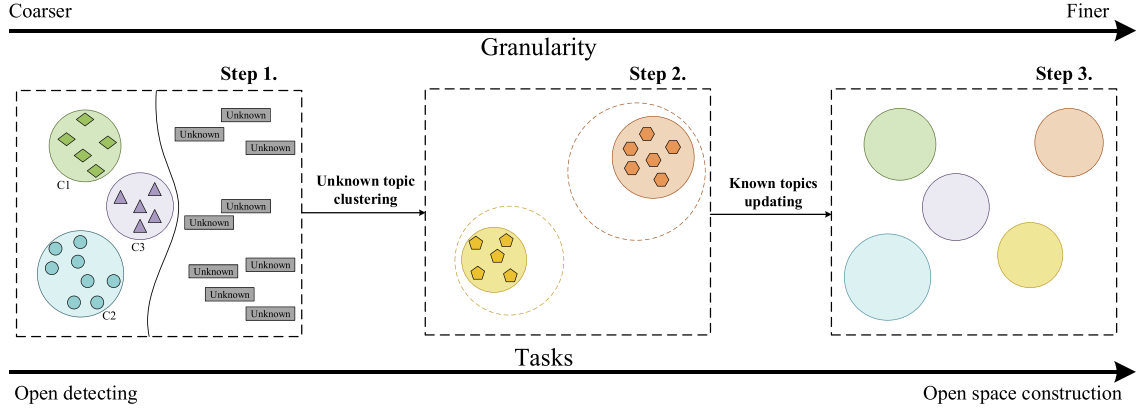 Coarser
Finer
Granularity
Step 1.
Step 2.
Step 3.
Unknown
Unknown
Unknown
C1
Unknown topic
clustering
Known topics
updating
Unknown
Unknown
C3
Unknown
Unknown
Unknown
Unknown
C2
Tasks
Open detecting
Open space construction